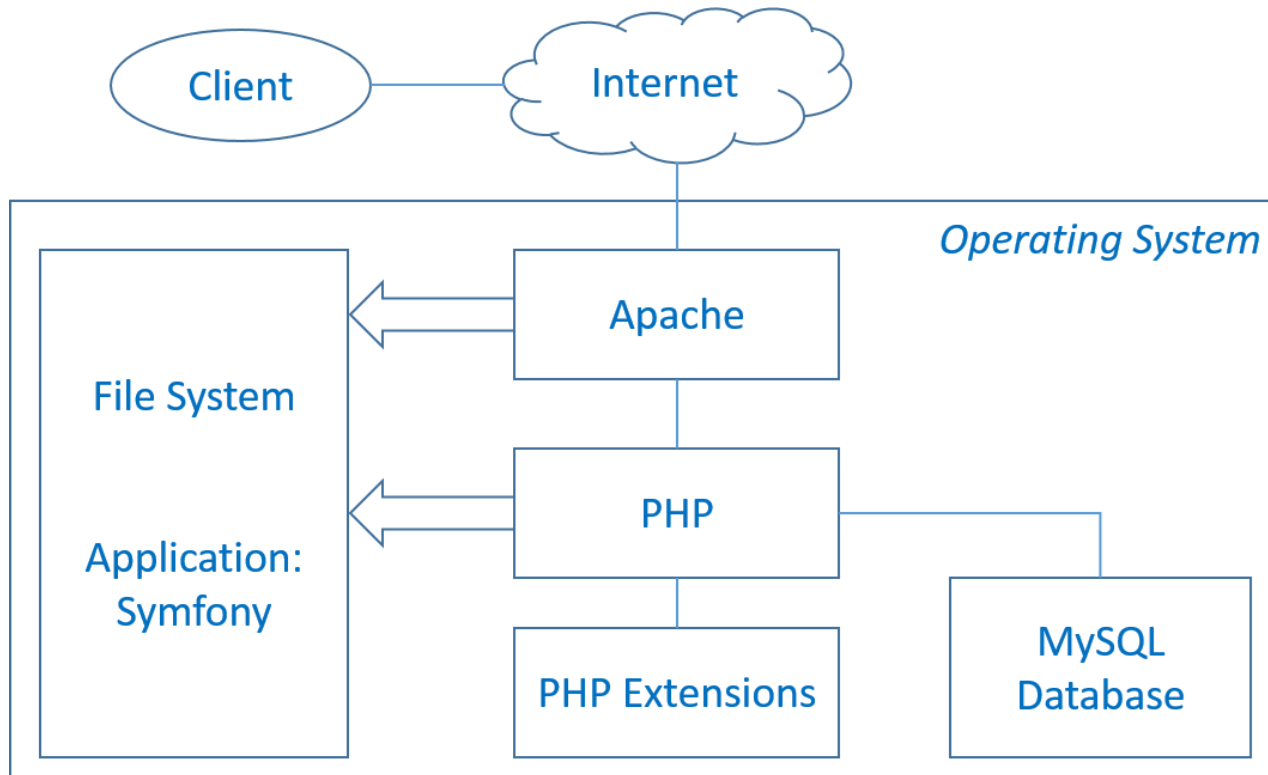 Client
Internet
Operating System
Apache
File System
PHP
Application:
Symfony
PHP Extensions
MySQL
Database